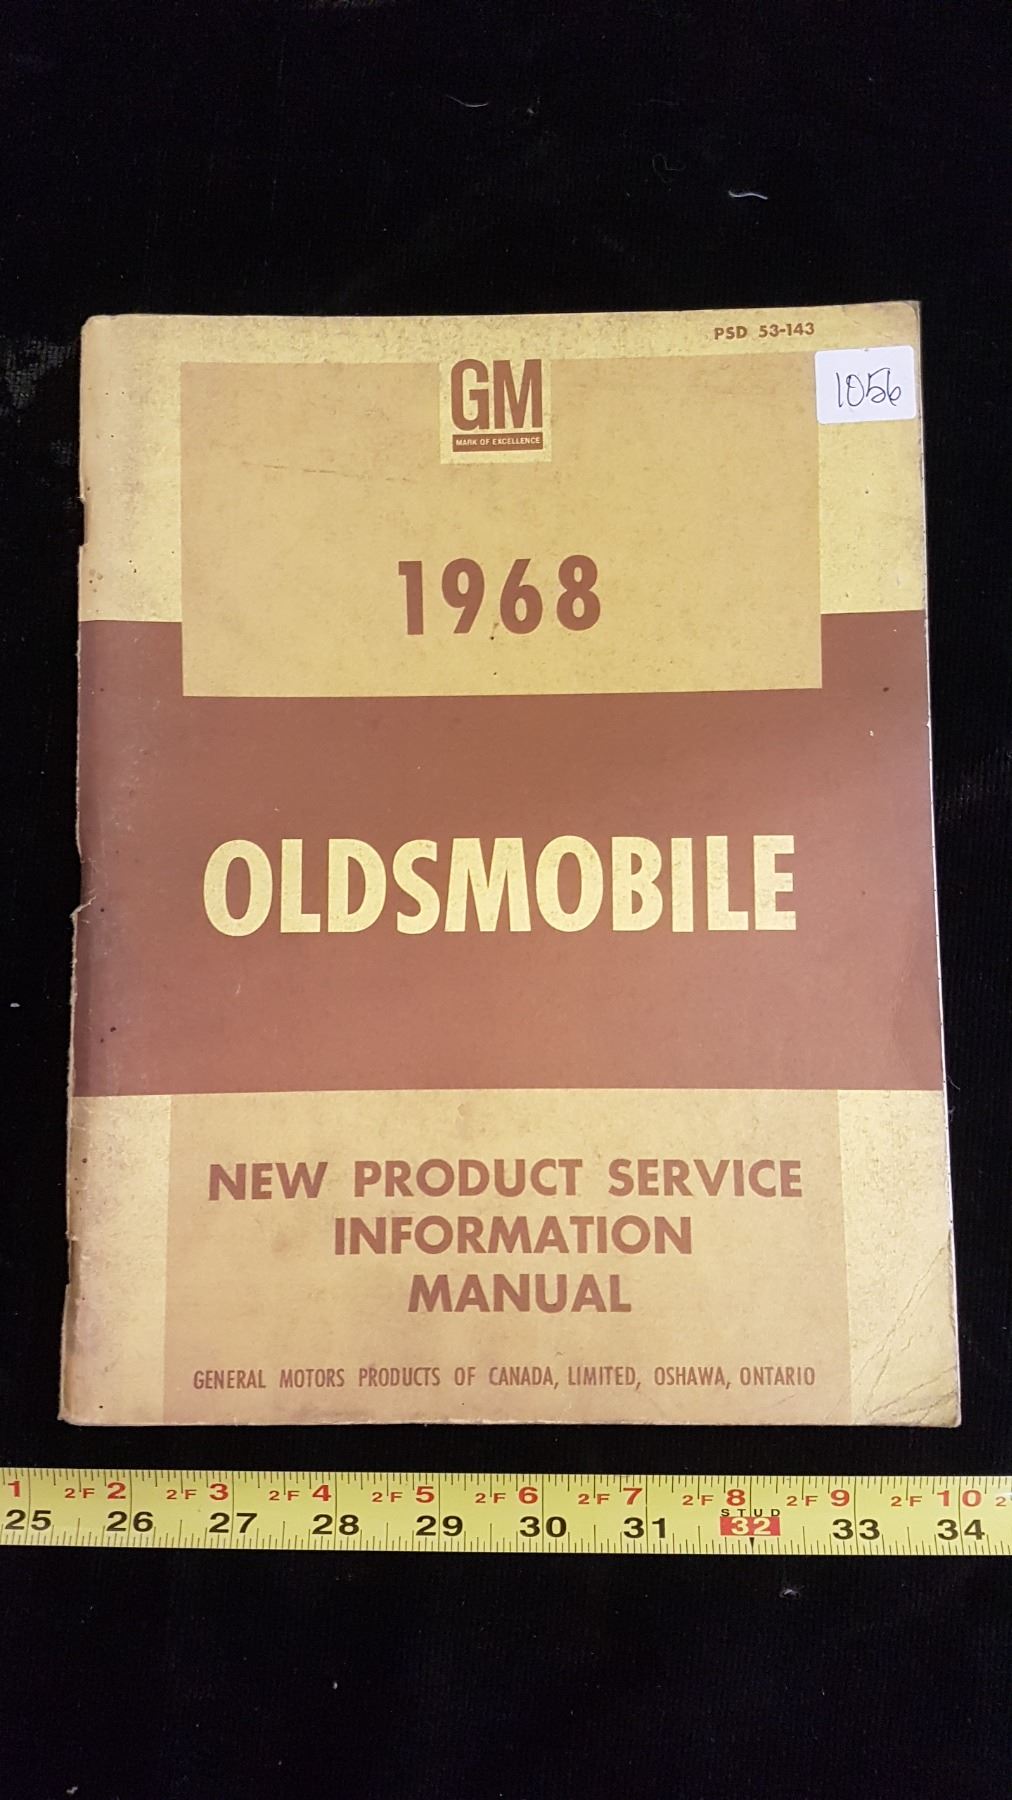 PSD 53-143
1056
GM
MARK OF EXCELLENCE
1968
OLDSMOBILE
NEW PRODUCT SERVICE
INFORMATION
MANUAL
GENERAL MOTORS PRODUCTS OF CANADA, LIMITED, OSHAWA, ONTARIO
1 2F 2 2F 3 2F 4 2F 5 2F 6 2F 7 2F 8 2F 9 2F 10 2
STUD
25 26 27 28 29 30 31 32 33 34